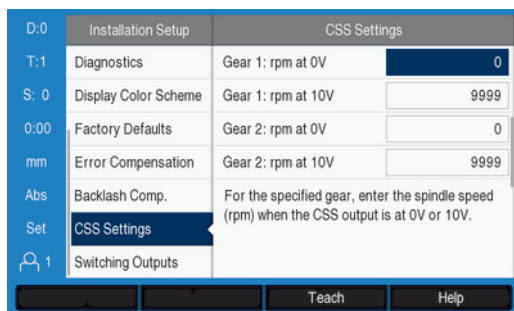 D:0
T:1
S: 0
0:00
mm
Abs
Set
1
Installation Setup
Diagnostics
Display Color Scheme
Factory Defaults
Error Compensation
Backlash Comp.
CSS Settings
Switching Outputs
CSS Settings
Gear 1: rpm at 0V 0
Gear 1: rpm at 10V 9999
Gear 2: rpm at 0V 0
Gear 2: rpm at 10V 9999
For the specified gear, enter the spindle speed
(rpm) when the CSS output is at 0V or 10V.
Teach
Help